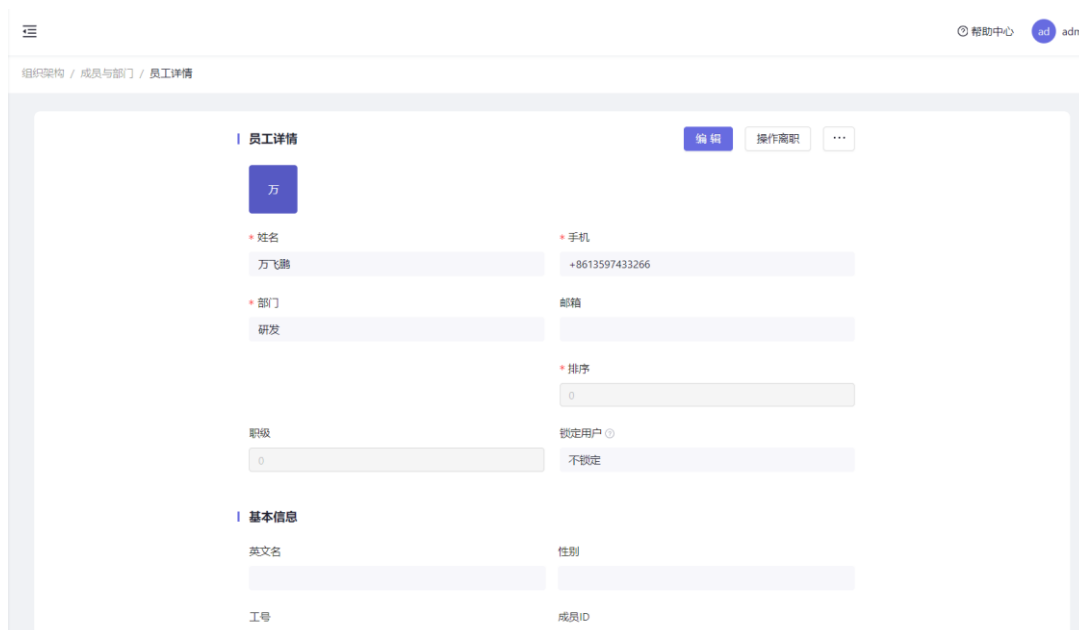 帮助中心 ad adm
组织架构 / 成员与部门 / 员工详情
员工详情 编辑 操作离职 ···
万
* 姓名 * 手机
万飞鹏 +8613597433266
* 部门 邮箱
研发
* 排序
0
职级 锁定用户
0 不锁定
基本信息
英文名 性别
工号 成员ID